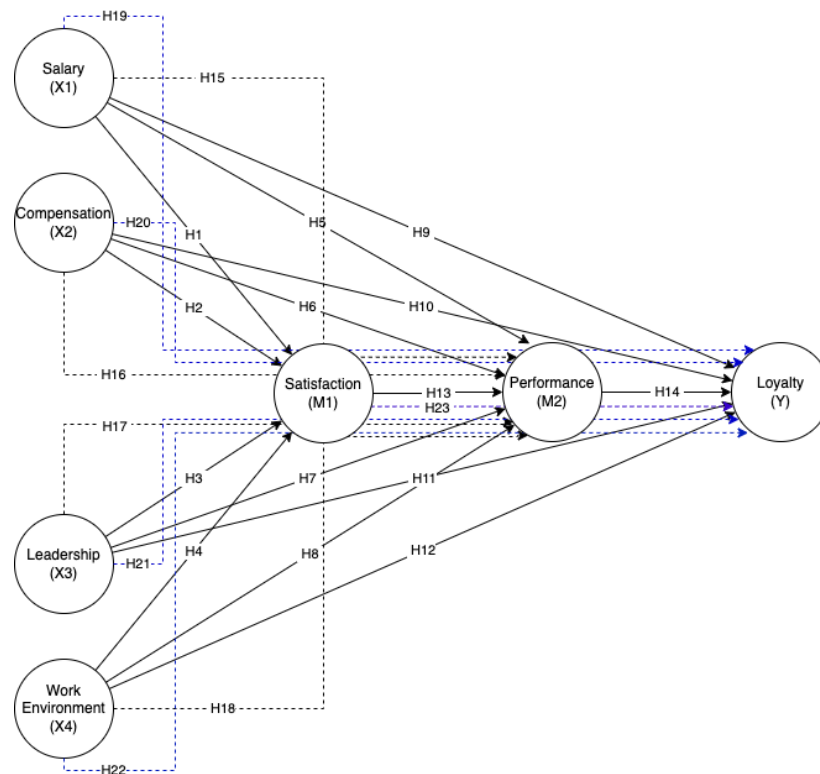 H19
Salary
(X1)
H15
Compensation
(X2)
H20
H1
H5
H9
H2
H6
H10
H16
Satisfaction
(M1)
H13
H23
Performance
(M2)
H14
Loyalty
(Y)
H17
H3
H7
H11
Leadership
(X3)
H21
H4
H8
H12
Work
Environment
(X4)
H18
H22